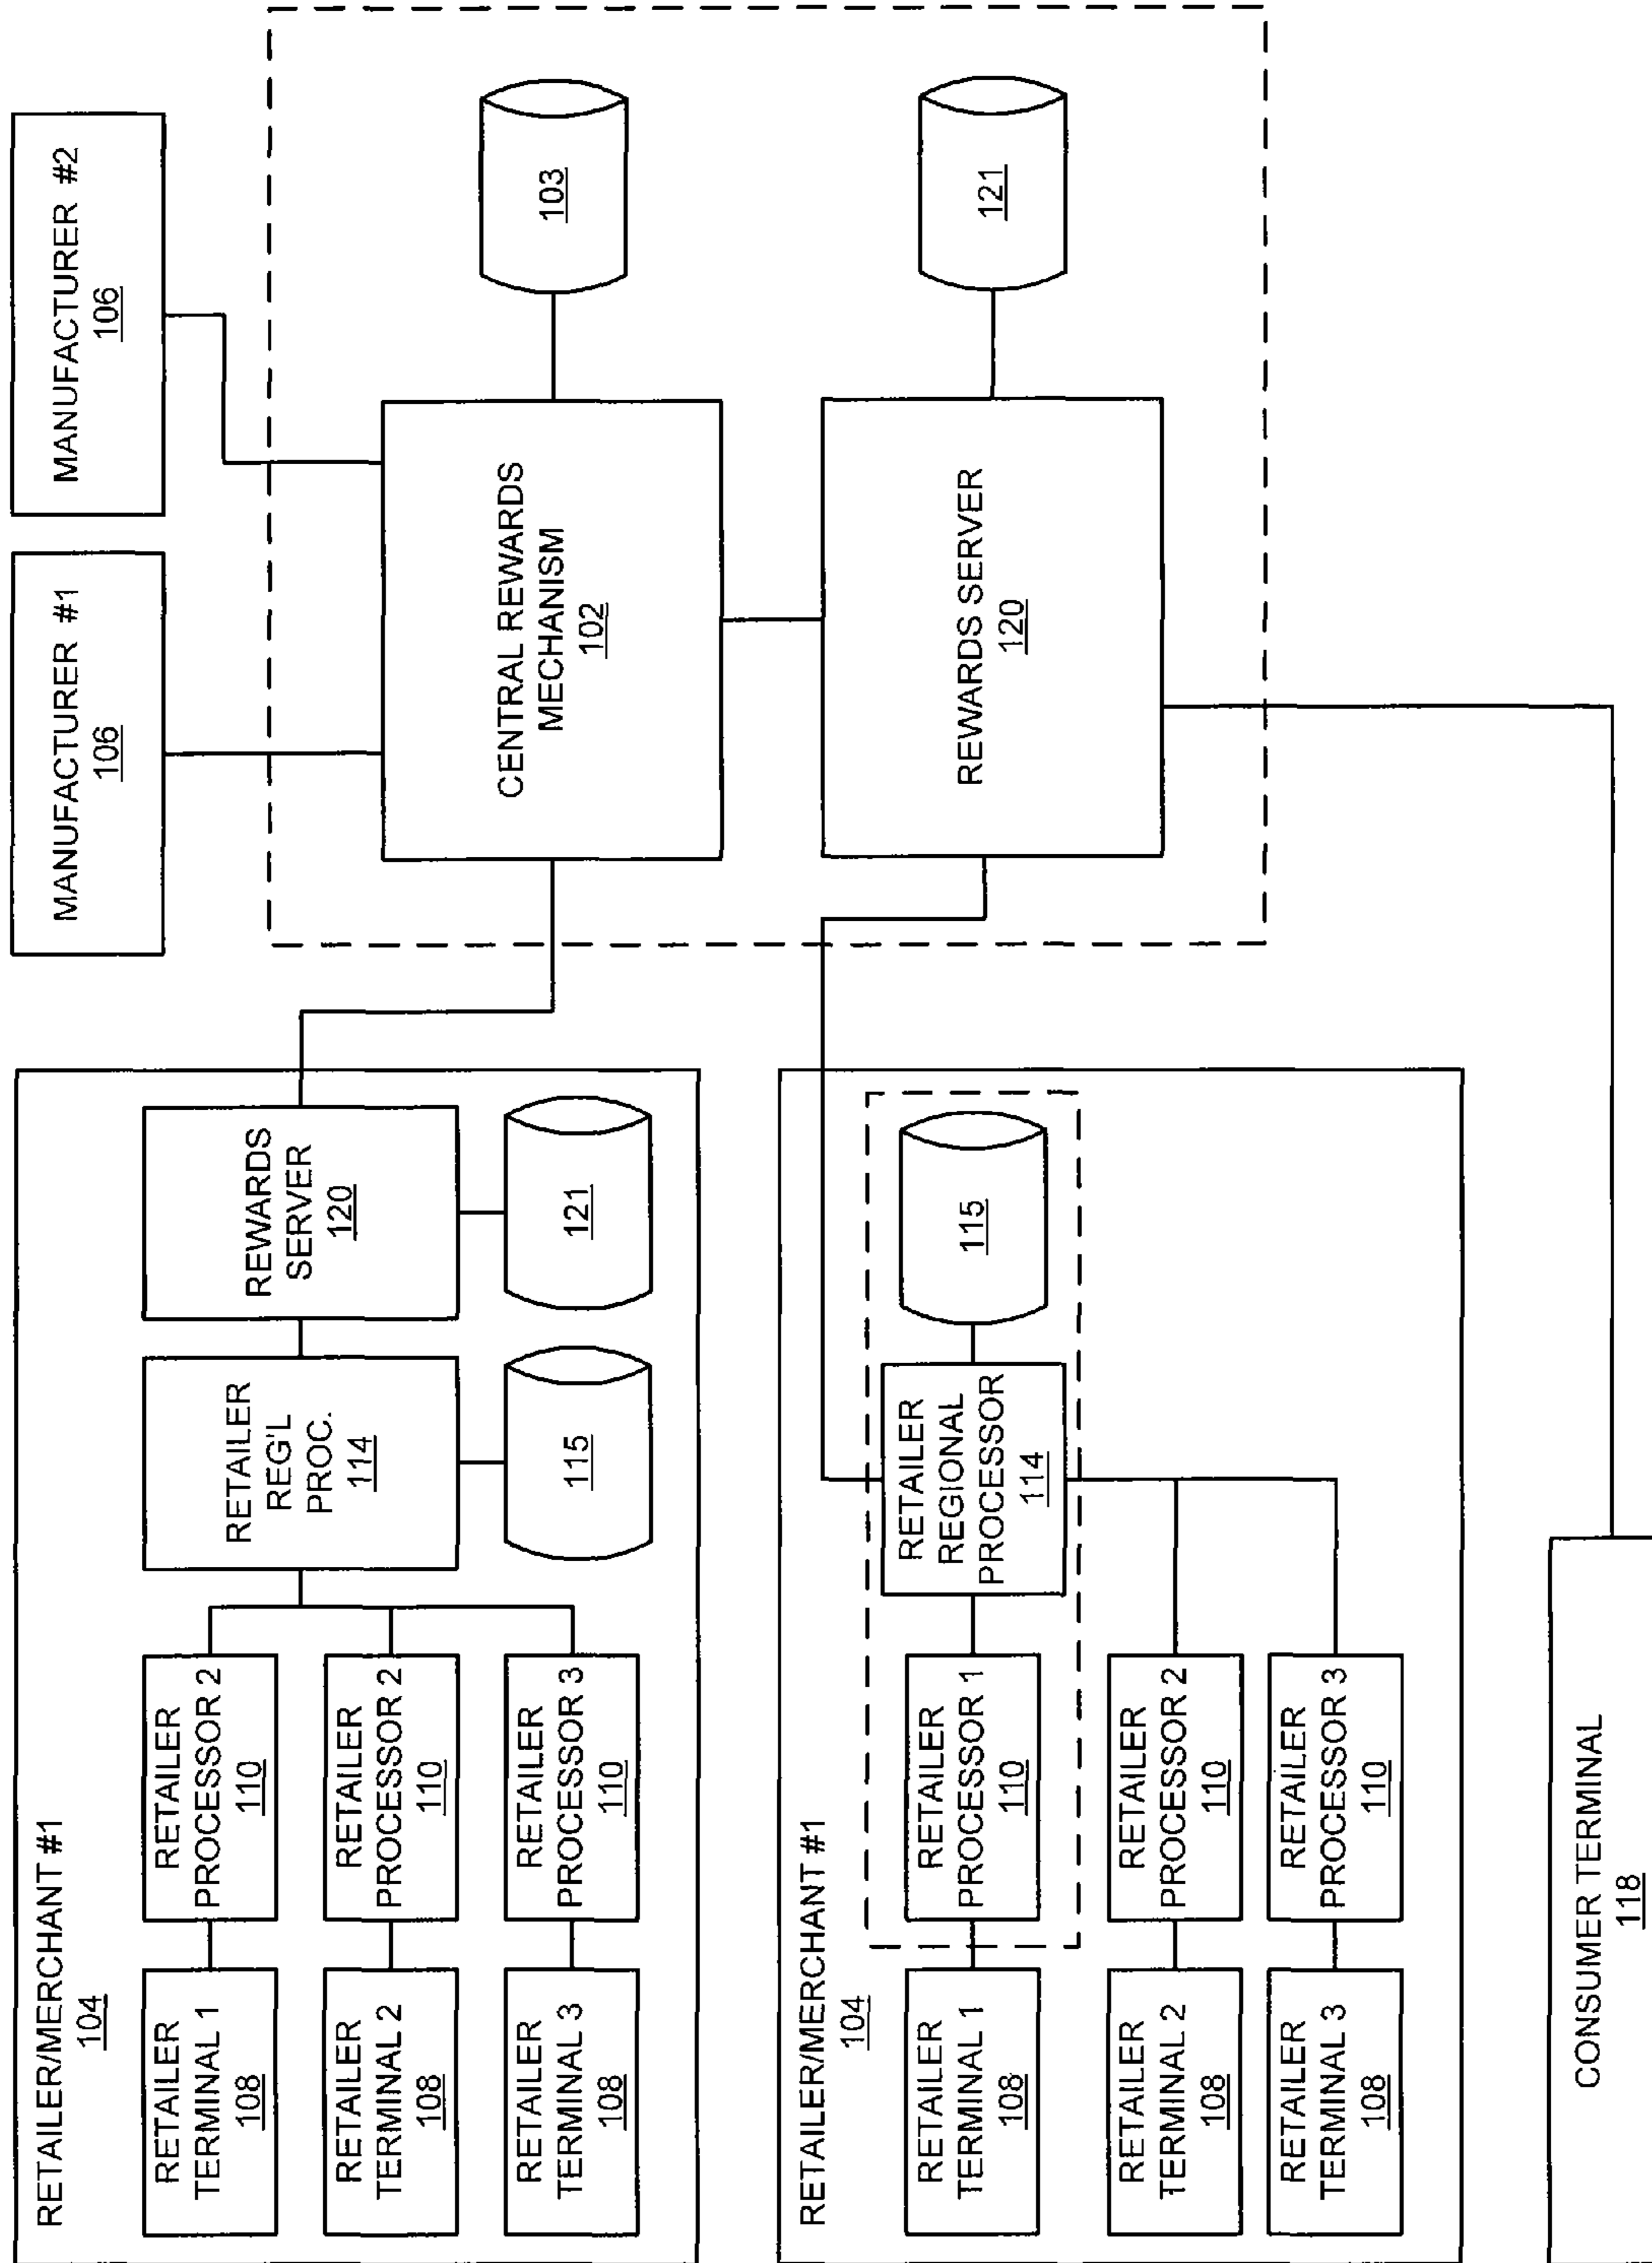 RETAILER/MERCHANT #1
104
RETAILER
TERMINAL 1
108
RETAILER
PROCESSOR 2
110
RETAILER
TERMINAL 2
108
RETAILER
PROCESSOR 2
110
RETAILER
TERMINAL 3
108
RETAILER
PROCESSOR 3
110
RETAILER
REG'L
PROC.
114
115
REWARDS
SERVER
120
121
MANUFACTURER #1
106
MANUFACTURER #2
106
CENTRAL REWARDS
MECHANISM
102
103
REWARDS SERVER
120
121
RETAILER/MERCHANT #1
104
RETAILER
TERMINAL 1
108
RETAILER
PROCESSOR 1
110
RETAILER
REGIONAL
PROCESSOR
114
115
RETAILER
TERMINAL 2
108
RETAILER
PROCESSOR 2
110
RETAILER
TERMINAL 3
108
RETAILER
PROCESSOR 3
110
CONSUMER TERMINAL
118